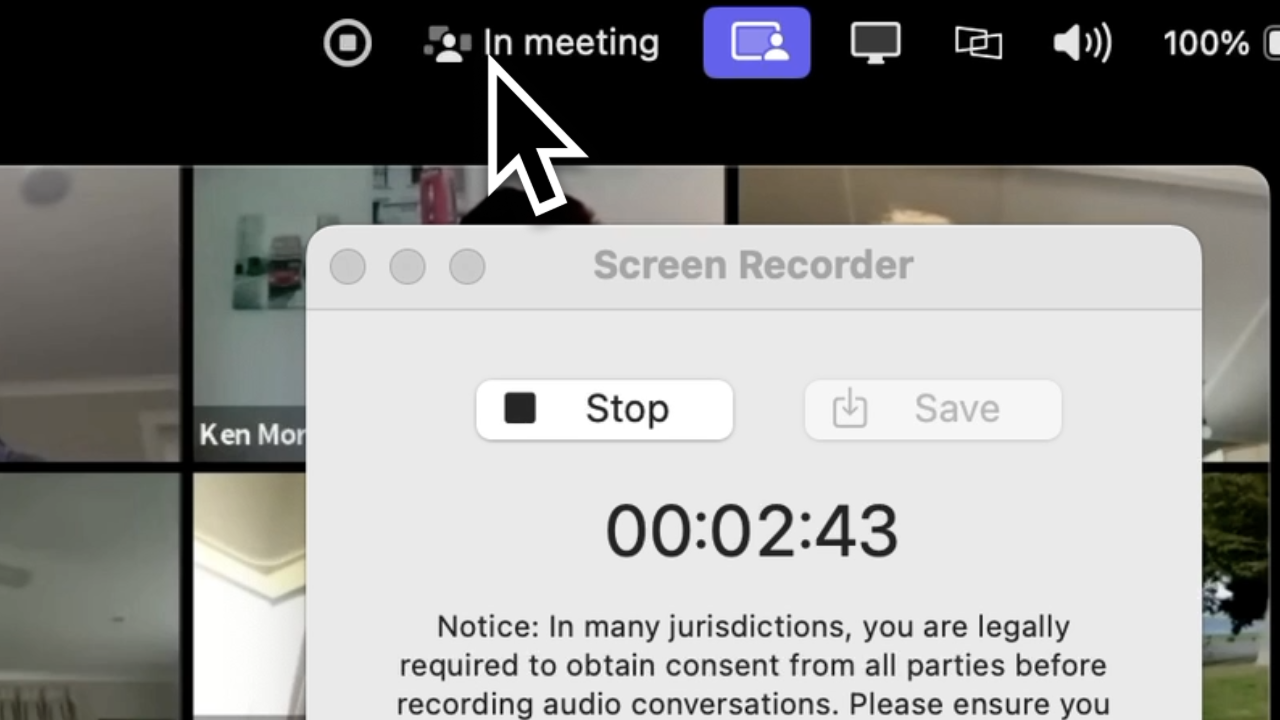 In meeting
100%
Screen Recorder
Ken Mor
Stop
Save
00:02:43
Notice: In many jurisdictions, you are legally
required to obtain consent from all parties before
recording audio conversations. Please ensure you